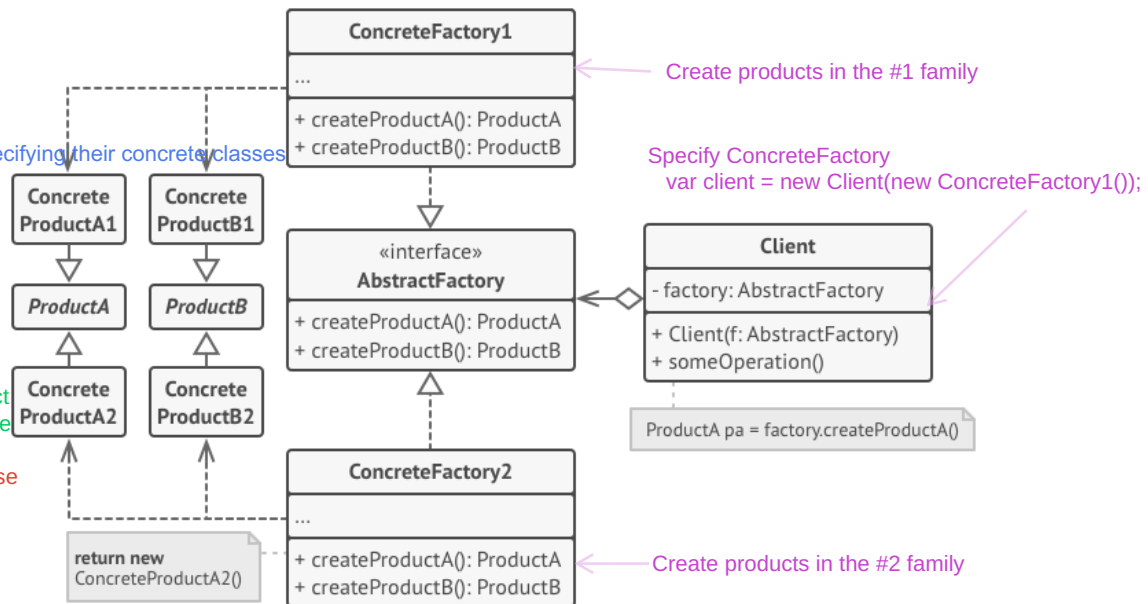 ConcreteFactory1
...
+ createProductA(): ProductA
+ createProductB(): ProductB
Create products in the #1 family
ecifying their concrete classes
Specify ConcreteFactory
var client = new Client(new ConcreteFactory1());
Concrete
ProductA1
Concrete
ProductB1
ProductA
ProductB
Concrete
ProductA2
Concrete
ProductB2
«interface»
AbstractFactory
+ createProductA(): ProductA
+ createProductB(): ProductB
Client
- factory: AbstractFactory
+ Client(f: AbstractFactory)
+ someOperation()
ProductA pa = factory.createProductA()
ct
e
se
ConcreteFactory2
...
+ createProductA(): ProductA
+ createProductB(): ProductB
return new
ConcreteProductA2()
Create products in the #2 family